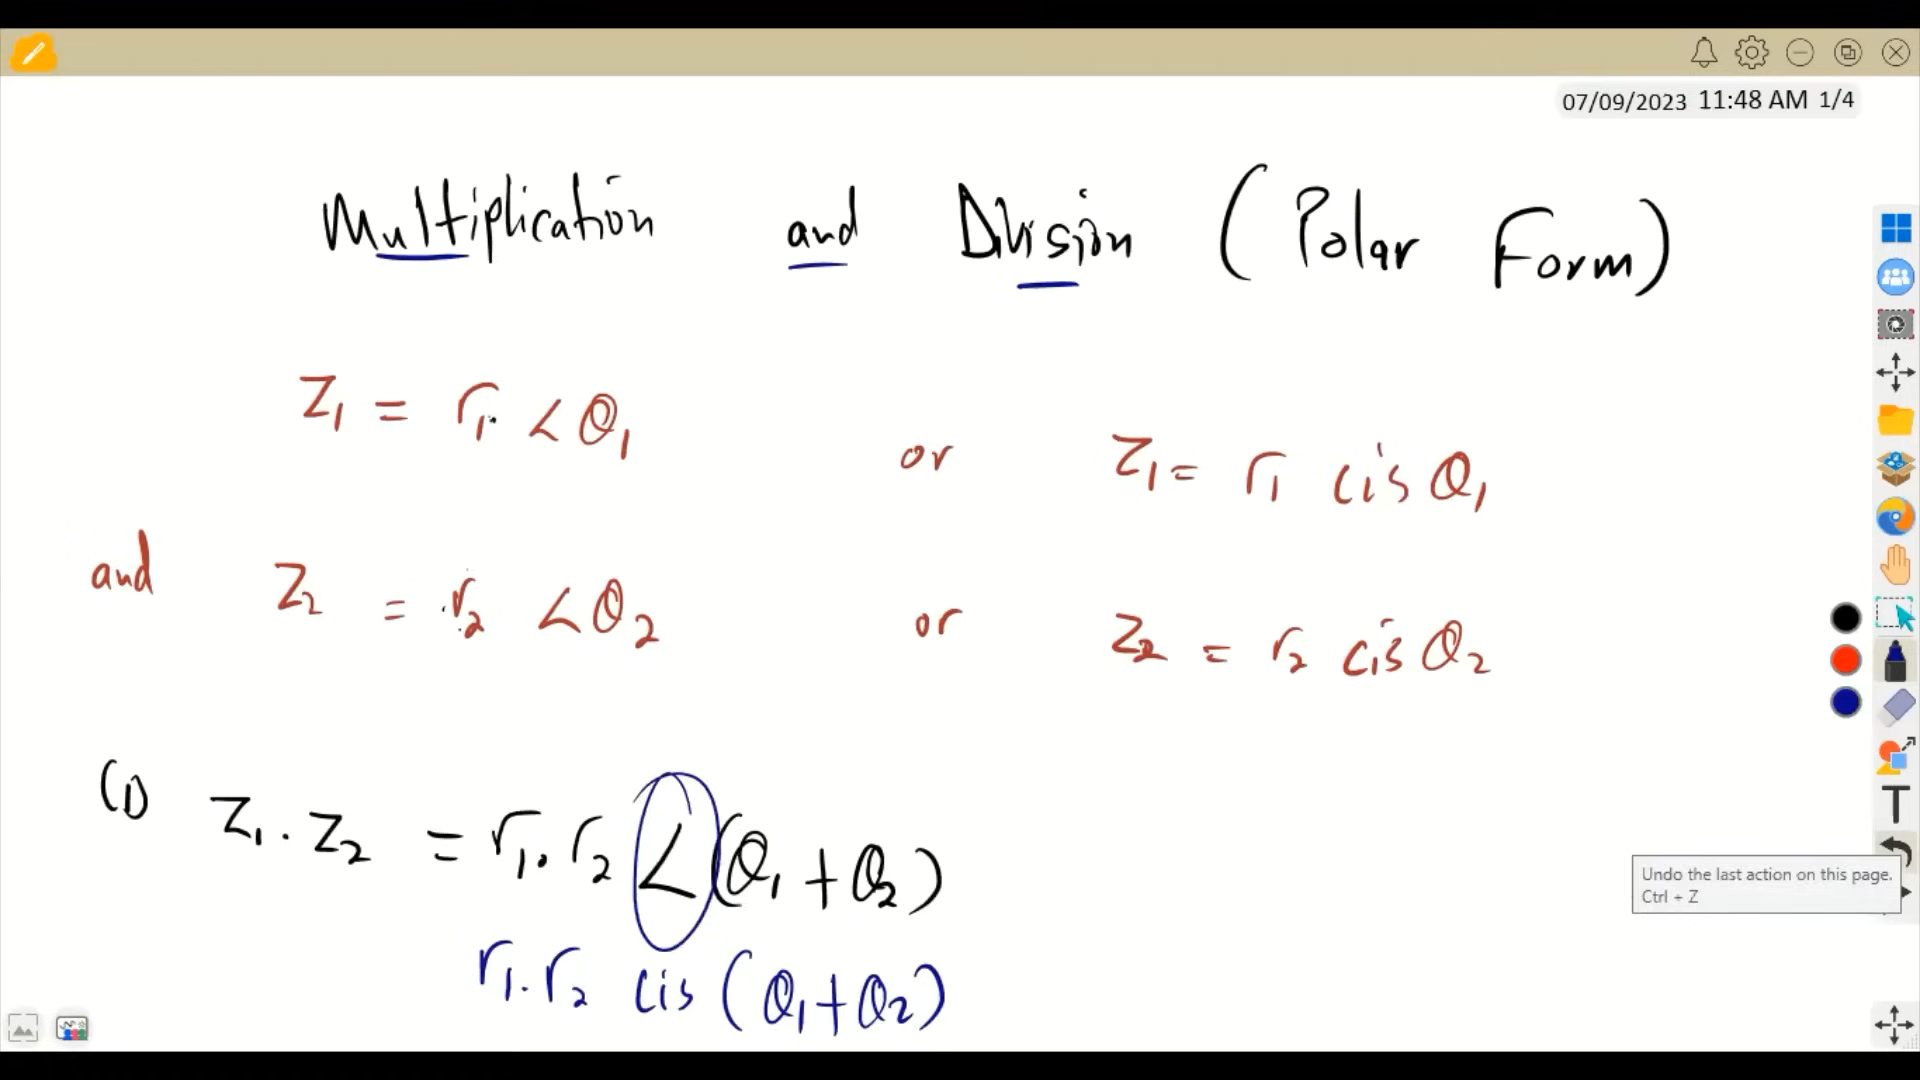 07/09/2023 11:48 AM 1/4
Multiplication and Division (Polar Form)
Z₁ = r₁ ∠θ₁ or Z₁ = r₁ cis θ₁
and Z₂ = r₂ ∠θ₂ or Z₂ = r₂ cis θ₂
(1) Z₁ . Z₂ = r₁ . r₂ ∠(θ₁ + θ₂)
r₁ . r₂ cis (θ₁ + θ₂)
T
Undo the last action on this page.
Ctrl + Z